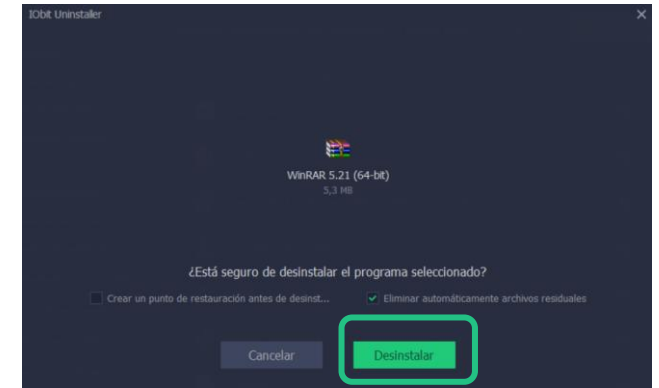 IObit Uninstaller
WinRAR 5.21 (64-bit)
5,3 MB
¿Está seguro de desinstalar el programa seleccionado?
Crear un punto de restauración antes de desinst...
Eliminar automáticamente archivos residuales
Cancelar
Desinstalar